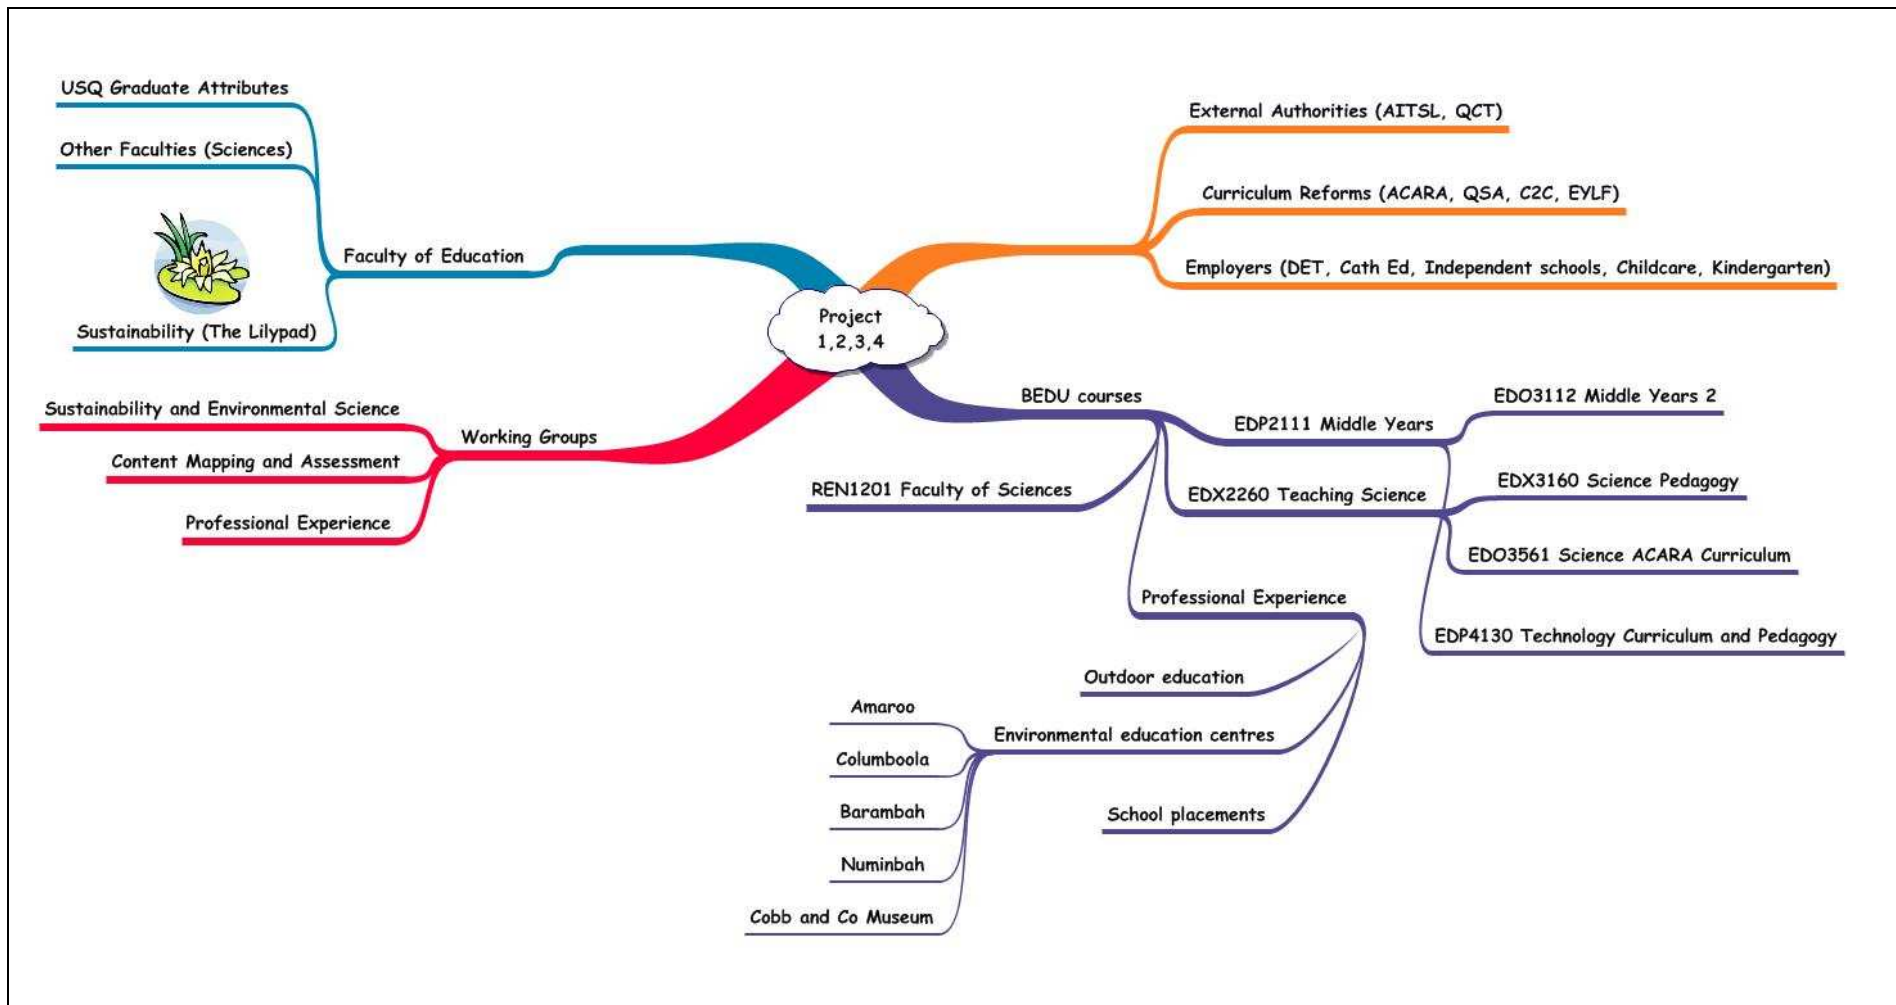 USQ Graduate Attributes
Other Faculties (Sciences)
Faculty of Education
Sustainability (The Lilypad)
External Authorities (AITSL, QCT)
Curriculum Reforms (ACARA, QSA, C2C, EYLF)
Employers (DET, Cath Ed, Independent schools, Childcare, Kindergarten)
Project
1,2,3,4
Sustainability and Environmental Science
Working Groups
Content Mapping and Assessment
Professional Experience
BEDU courses
EDP2111 Middle Years
EDO3112 Middle Years 2
REN1201 Faculty of Sciences
EDX2260 Teaching Science
EDX3160 Science Pedagogy
EDO3561 Science ACARA Curriculum
EDP4130 Technology Curriculum and Pedagogy
Professional Experience
Outdoor education
Environmental education centres
Amaroo
Columboola
Barambah
Numinbah
Cobb and Co Museum
School placements